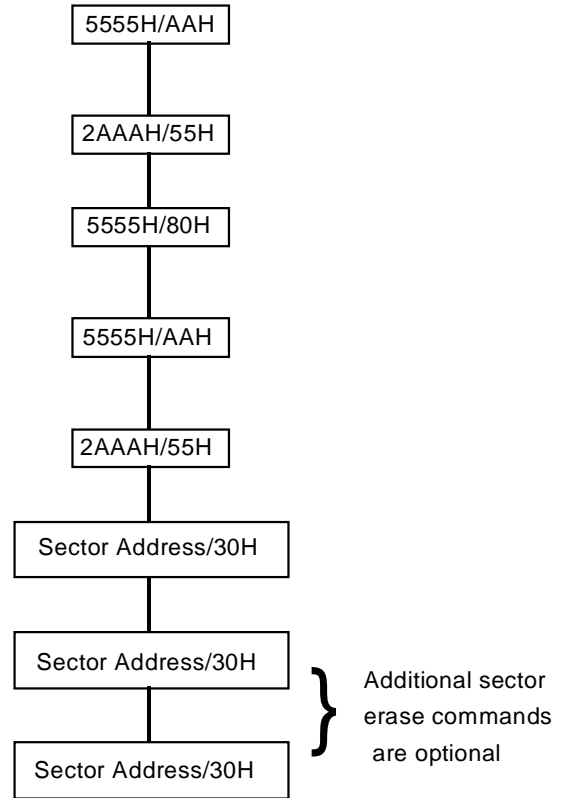 5555H/AAH
2AAAH/55H
5555H/80H
5555H/AAH
2AAAH/55H
Sector Address/30H
Sector Address/30H
Sector Address/30H
}
Additional sector
erase commands
are optional